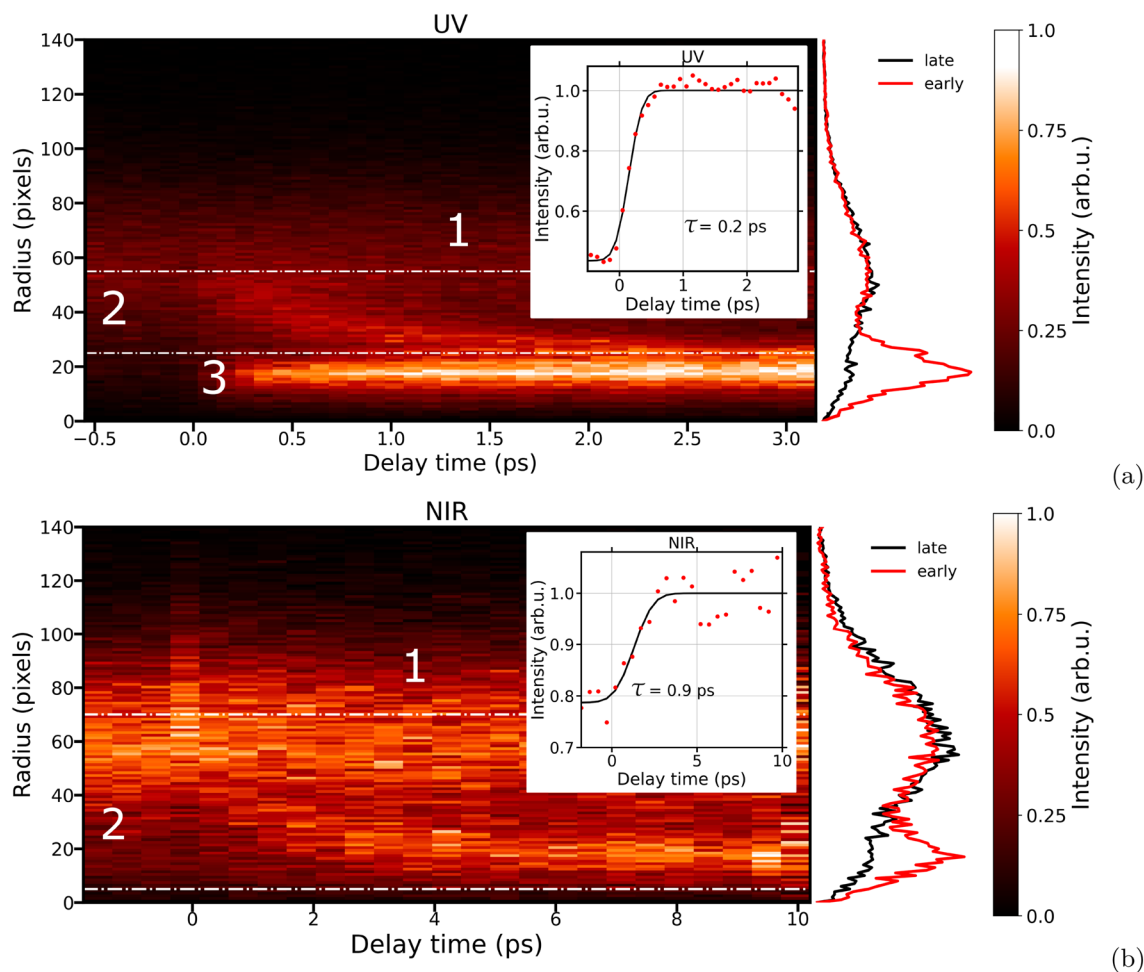 UV
140
120
100
80
60
40
20
0
Radius (pixels)
1
2
3
−0.5
0.0
0.5
1.0
1.5
2.0
2.5
3.0
Delay time (ps)
UV
1.0
0.8
0.6
Intensity (arb.u.)
τ = 0.2 ps
0
1
2
Delay time (ps)
late
early
1.0
0.75
0.5
0.25
0.0
Intensity (arb.u.)
(a)
NIR
140
120
100
80
60
40
20
0
Radius (pixels)
1
2
0
2
4
6
8
10
Delay time (ps)
NIR
1.0
0.9
0.8
0.7
Intensity (arb.u.)
τ = 0.9 ps
0
5
10
Delay time (ps)
late
early
1.0
0.75
0.5
0.25
0.0
Intensity (arb.u.)
(b)